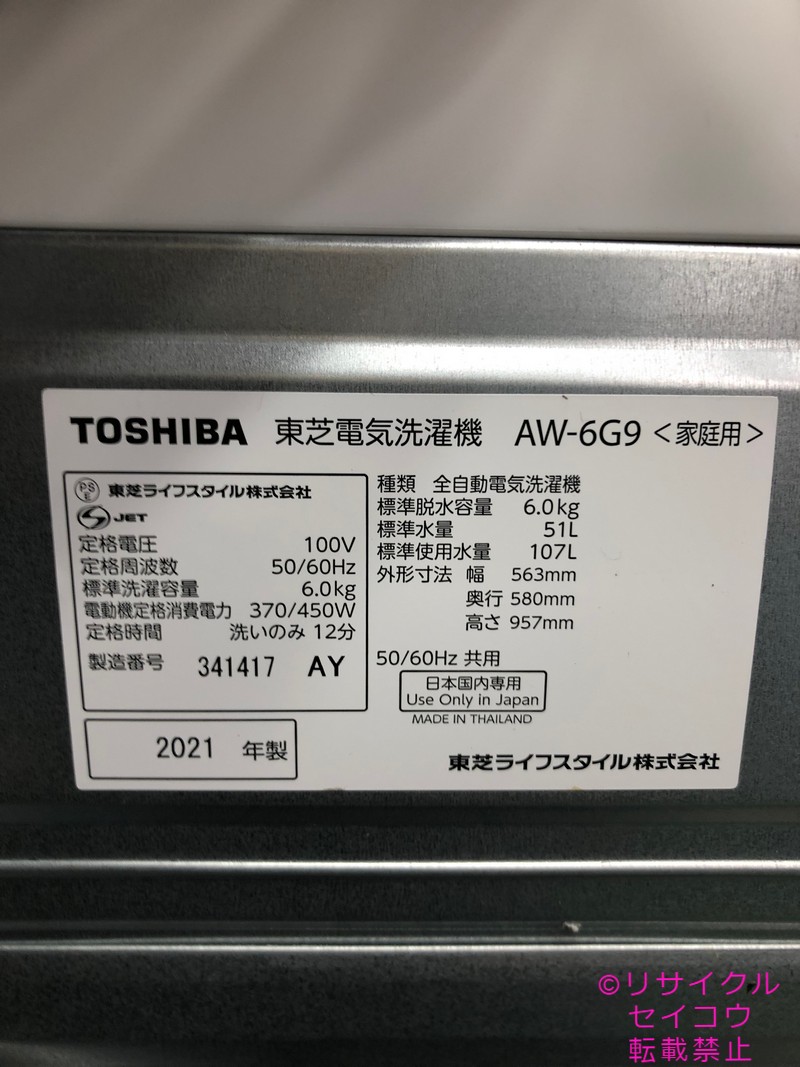 TOSHIBA 東芝電気洗濯機 AW-6G9 <家庭用>
PSE 東芝ライフスタイル株式会社
JET
定格電圧 100V
定格周波数 50/60Hz
標準洗濯容量 6.0kg
電動機定格消費電力 370/450W
定格時間 洗いのみ 12分
製造番号 341417 AY
2021 年製
種類 全自動電気洗濯機
標準脱水容量 6.0kg
標準水量 51L
標準使用水量 107L
外形寸法 幅 563mm
奥行 580mm
高さ 957mm
50/60Hz 共用
日本国内専用
Use Only in Japan
MADE IN THAILAND
東芝ライフスタイル株式会社
©リサイクル
セイコウ
転載禁止